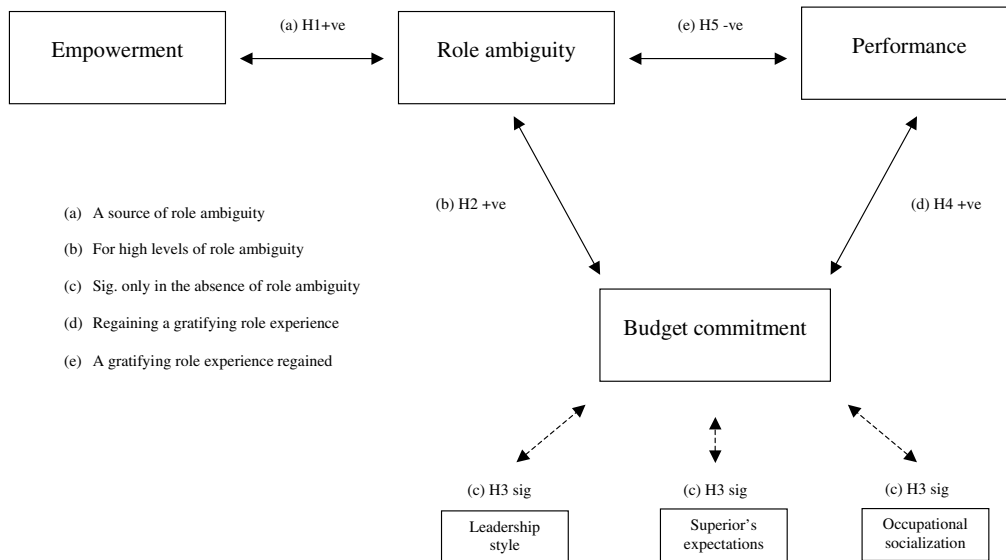 (a) H1+ve
(e) H5 -ve
Empowerment
Role ambiguity
Performance
(b) H2 +ve
(d) H4 +ve
(a) A source of role ambiguity
(b) For high levels of role ambiguity
(c) Sig. only in the absence of role ambiguity
(d) Regaining a gratifying role experience
(e) A gratifying role experience regained
Budget commitment
(c) H3 sig
(c) H3 sig
(c) H3 sig
Leadership
style
Superior's
expectations
Occupational
socialization